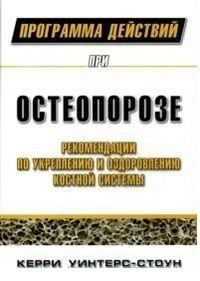 ПРОГРАММА ДЕЙСТВИЙ
ПРИ
ОСТЕОПОРОЗЕ
РЕКОМЕНДАЦИИ
ПО УКРЕПЛЕНИЮ И ОЗДОРОВЛЕНИЮ
КОСТНОЙ СИСТЕМЫ
КЕРРИ УИНТЕРС-СТОУН